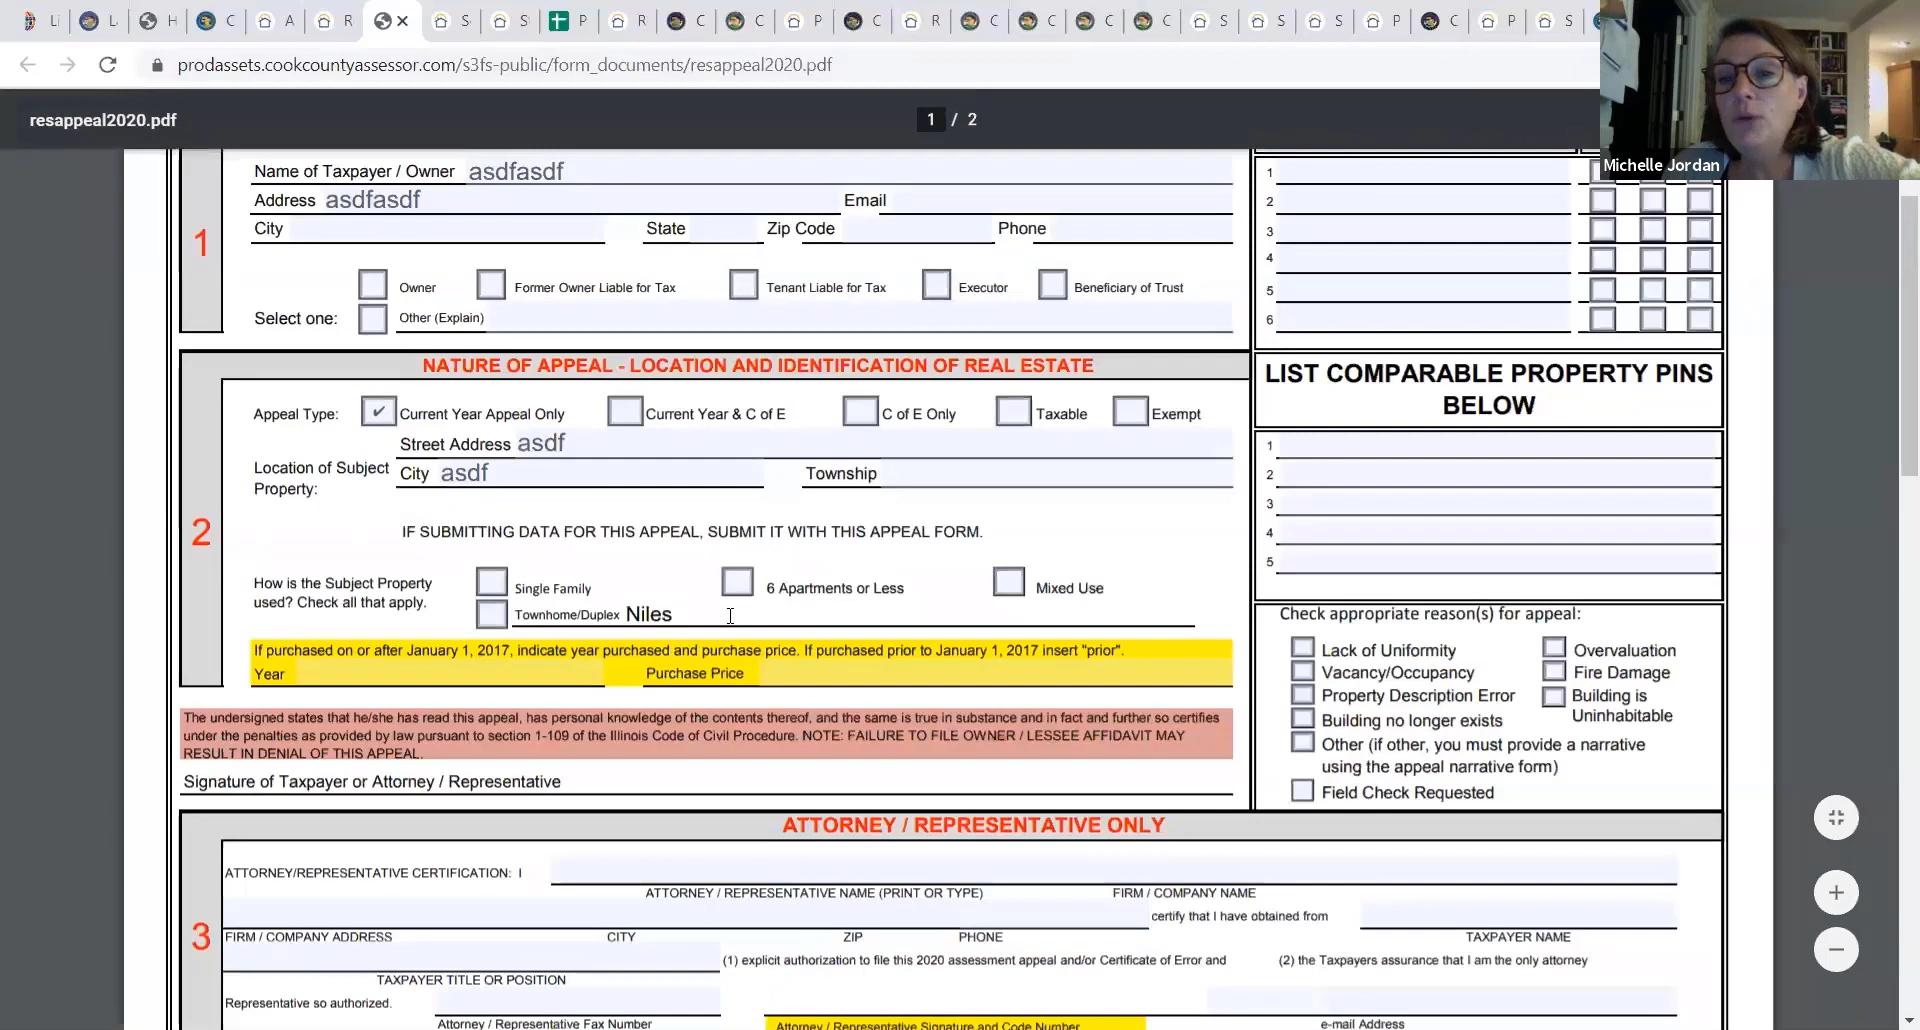 Li L H C A R S S P R C C P C R C C C C S S S P C P S
prodassets.cookcountyassessor.com/s3fs-public/form_documents/resappeal2020.pdf
resappeal2020.pdf
1 / 2
Michelle Jordan
1
Name of Taxpayer / Owner asdfasdf
Address asdfasdf Email
City State Zip Code Phone
Owner Former Owner Liable for Tax Tenant Liable for Tax Executor Beneficiary of Trust
Select one: Other (Explain)
1
2
3
4
5
6
2
NATURE OF APPEAL - LOCATION AND IDENTIFICATION OF REAL ESTATE
Appeal Type: ✔ Current Year Appeal Only Current Year & C of E C of E Only Taxable Exempt
Street Address asdf
Location of Subject
Property:
City asdf Township
IF SUBMITTING DATA FOR THIS APPEAL, SUBMIT IT WITH THIS APPEAL FORM.
How is the Subject Property
used? Check all that apply.
Single Family 6 Apartments or Less Mixed Use
Townhome/Duplex Niles
If purchased on or after January 1, 2017, indicate year purchased and purchase price. If purchased prior to January 1, 2017 insert "prior".
Year Purchase Price
The undersigned states that he/she has read this appeal, has personal knowledge of the contents thereof, and the same is true in substance and in fact and further so certifies
under the penalties as provided by law pursuant to section 1-109 of the Illinois Code of Civil Procedure. NOTE: FAILURE TO FILE OWNER / LESSEE AFFIDAVIT MAY
RESULT IN DENIAL OF THIS APPEAL.
Signature of Taxpayer or Attorney / Representative
LIST COMPARABLE PROPERTY PINS
BELOW
1
2
3
4
5
Check appropriate reason(s) for appeal:
Lack of Uniformity Overvaluation
Vacancy/Occupancy Fire Damage
Property Description Error Building is
Uninhabitable
Building no longer exists
Other (if other, you must provide a narrative
using the appeal narrative form)
Field Check Requested
ATTORNEY / REPRESENTATIVE ONLY
3
ATTORNEY/REPRESENTATIVE CERTIFICATION: I
ATTORNEY / REPRESENTATIVE NAME (PRINT OR TYPE) FIRM / COMPANY NAME
certify that I have obtained from
FIRM / COMPANY ADDRESS CITY ZIP PHONE TAXPAYER NAME
(1) explicit authorization to file this 2020 assessment appeal and/or Certificate of Error and (2) the Taxpayers assurance that I am the only attorney
TAXPAYER TITLE OR POSITION
Representative so authorized.
Attorney / Representative Fax Number Attorney / Representative Signature and Code Number e-mail Address